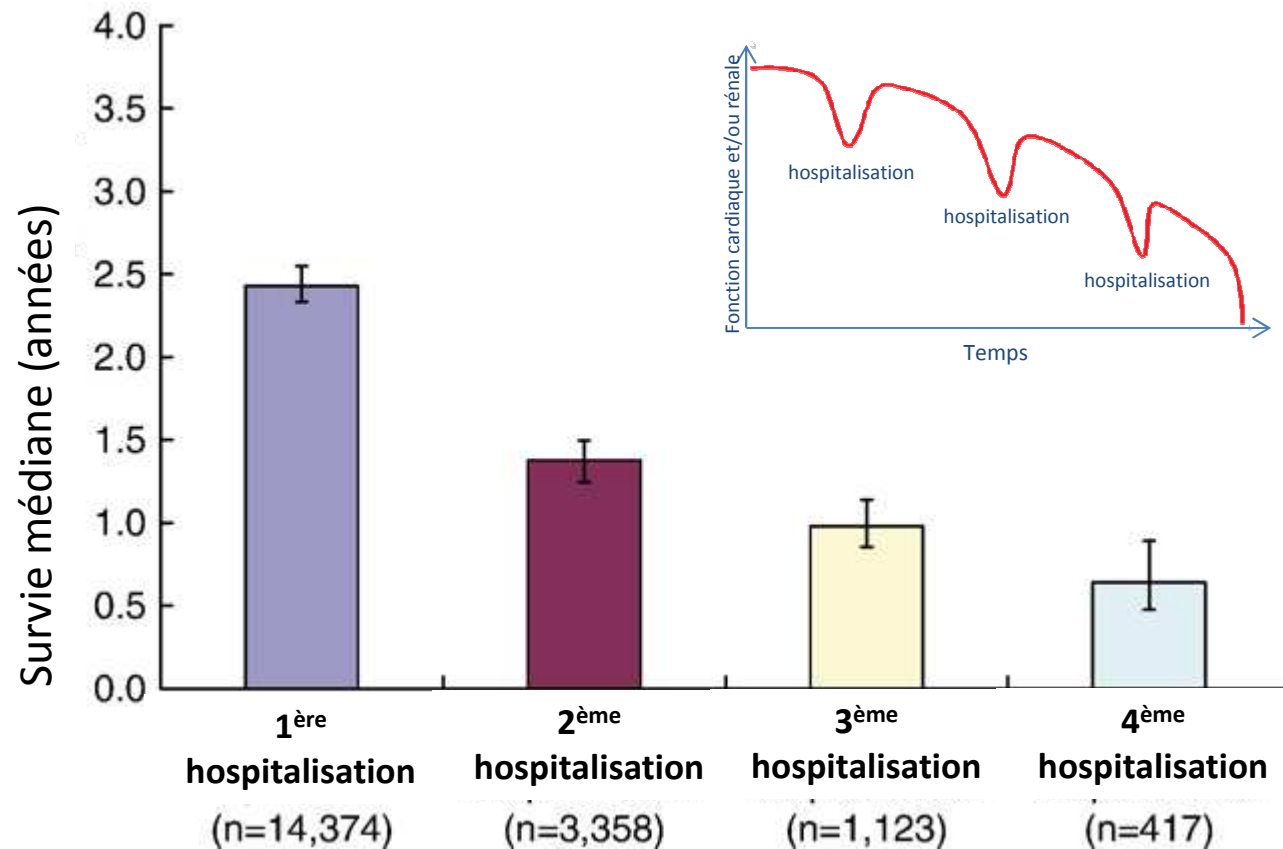 Survie médiane (années)
4.0
3.5
3.0
2.5
2.0
1.5
1.0
0.5
0.0
Fonction cardiaque et/ou rénale
hospitalisation
hospitalisation
hospitalisation
Temps
1ère
hospitalisation
(n=14,374)
2ème
hospitalisation
(n=3,358)
3ème
hospitalisation
(n=1,123)
4ème
hospitalisation
(n=417)